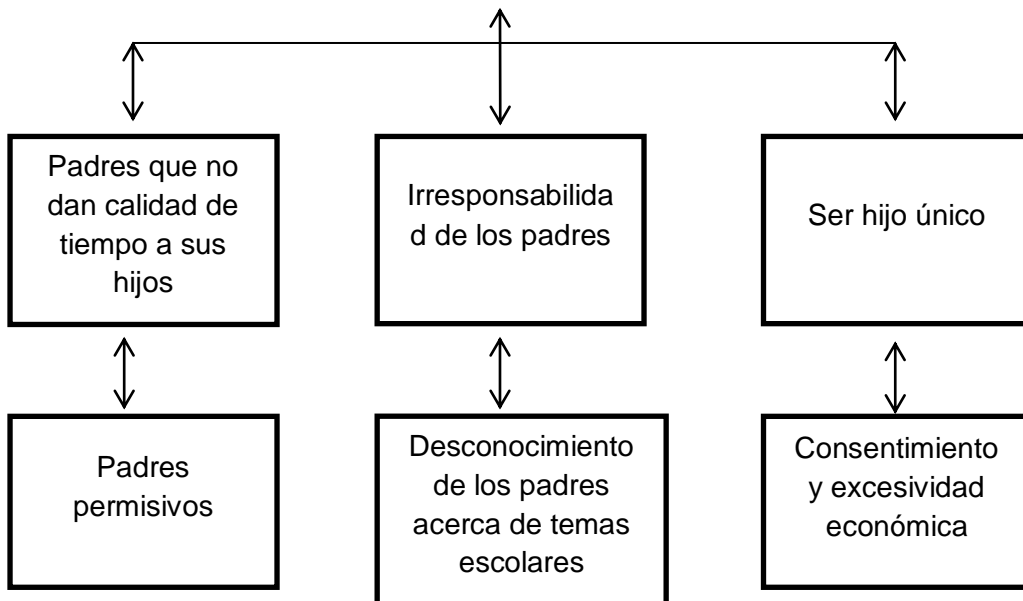 Padres que no
dan calidad de
tiempo a sus
hijos
Irresponsabilida
d de los padres
Ser hijo único
Padres
permisivos
Desconocimiento
de los padres
acerca de temas
escolares
Consentimiento
y excesividad
económica